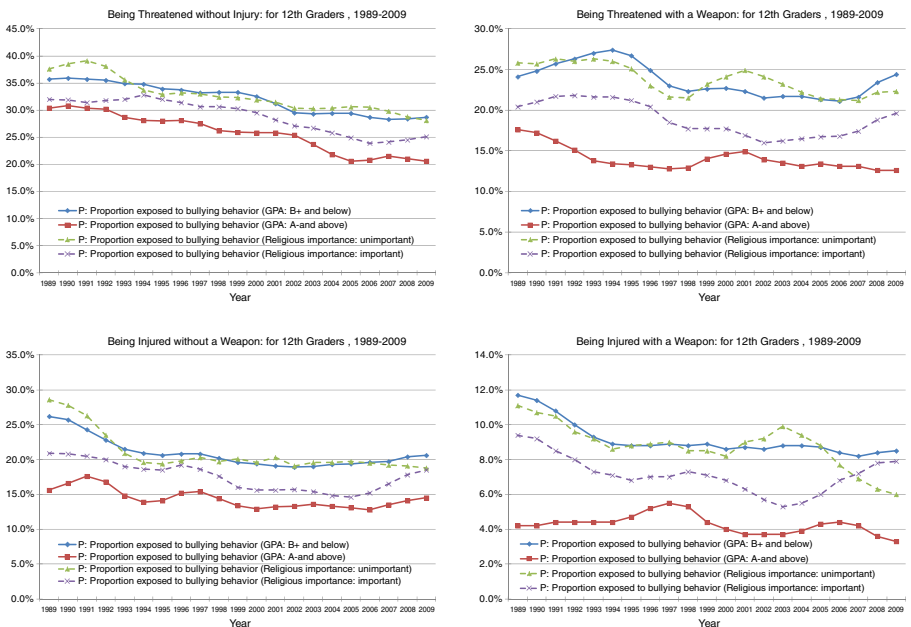 Being Threatened without Injury: for 12th Graders , 1989-2009
45.0%
40.0%
35.0%
30.0%
25.0%
20.0%
15.0%
10.0%
5.0%
0.0%
P: Proportion exposed to bullying behavior (GPA: B+ and below)
P: Proportion exposed to bullying behavior (GPA: A-and above)
P: Proportion exposed to bullying behavior (Religious importance: unimportant)
P: Proportion exposed to bullying behavior (Religious importance: important)
1989 1990 1991 1992 1993 1994 1995 1996 1997 1998 1999 2000 2001 2002 2003 2004 2005 2006 2007 2008 2009
Year
Being Threatened with a Weapon: for 12th Graders, 1989-2009
30.0%
25.0%
20.0%
15.0%
10.0%
5.0%
0.0%
P: Proportion exposed to bullying behavior (GPA: B+ and below)
P: Proportion exposed to bullying behavior (GPA: A-and above)
P: Proportion exposed to bullying behavior (Religious importance: unimportant)
P: Proportion exposed to bullying behavior (Religious importance: important)
1989 1990 1991 1992 1993 1994 1995 1996 1997 1998 1999 2000 2001 2002 2003 2004 2005 2006 2007 2008 2009
Year
Being Injured without a Weapon: for 12th Graders , 1989-2009
35.0%
30.0%
25.0%
20.0%
15.0%
10.0%
5.0%
0.0%
P: Proportion exposed to bullying behavior (GPA: B+ and below)
P: Proportion exposed to bullying behavior (GPA: A-and above)
P: Proportion exposed to bullying behavior (Religious importance: unimportant)
P: Proportion exposed to bullying behavior (Religious importance: important)
1989 1990 1991 1992 1993 1994 1995 1996 1997 1998 1999 2000 2001 2002 2003 2004 2005 2006 2007 2008 2009
Year
Being Injured with a Weapon: for 12th Graders, 1989-2009
14.0%
12.0%
10.0%
8.0%
6.0%
4.0%
2.0%
0.0%
P: Proportion exposed to bullying behavior (GPA: B+ and below)
P: Proportion exposed to bullying behavior (GPA: A-and above)
P: Proportion exposed to bullying behavior (Religious importance: unimportant)
P: Proportion exposed to bullying behavior (Religious importance: important)
1989 1990 1991 1992 1993 1994 1995 1996 1997 1998 1999 2000 2001 2002 2003 2004 2005 2006 2007 2008 2009
Year